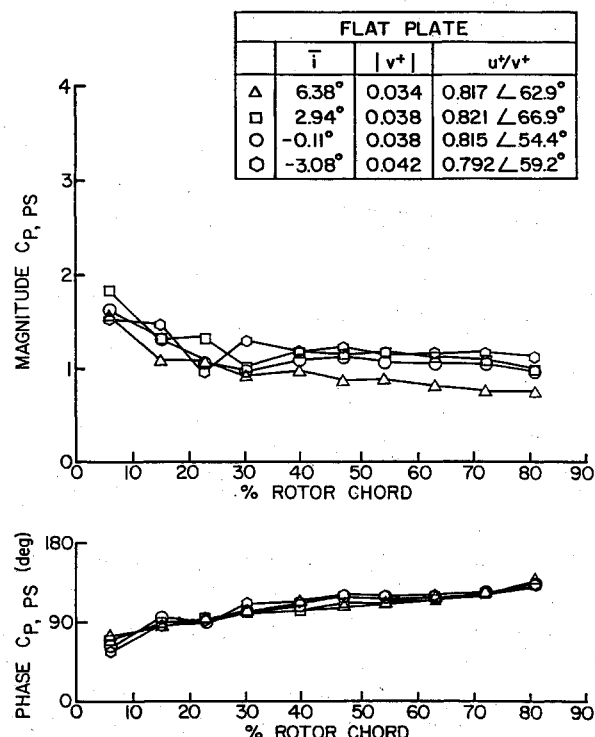 FLAT PLATE
i |v⁺| u⁺/v⁺
△ 6.38° 0.034 0.817 ∠62.9°
□ 2.94° 0.038 0.821 ∠66.9°
○ -0.11° 0.038 0.815 ∠54.4°
⬡ -3.08° 0.042 0.792 ∠59.2°
MAGNITUDE CP, PS
4
3
2
1
0
0 10 20 30 40 50 60 70 80 90
% ROTOR CHORD
PHASE CP, PS (deg)
180
90
0
0 10 20 30 40 50 60 70 80 90
% ROTOR CHORD